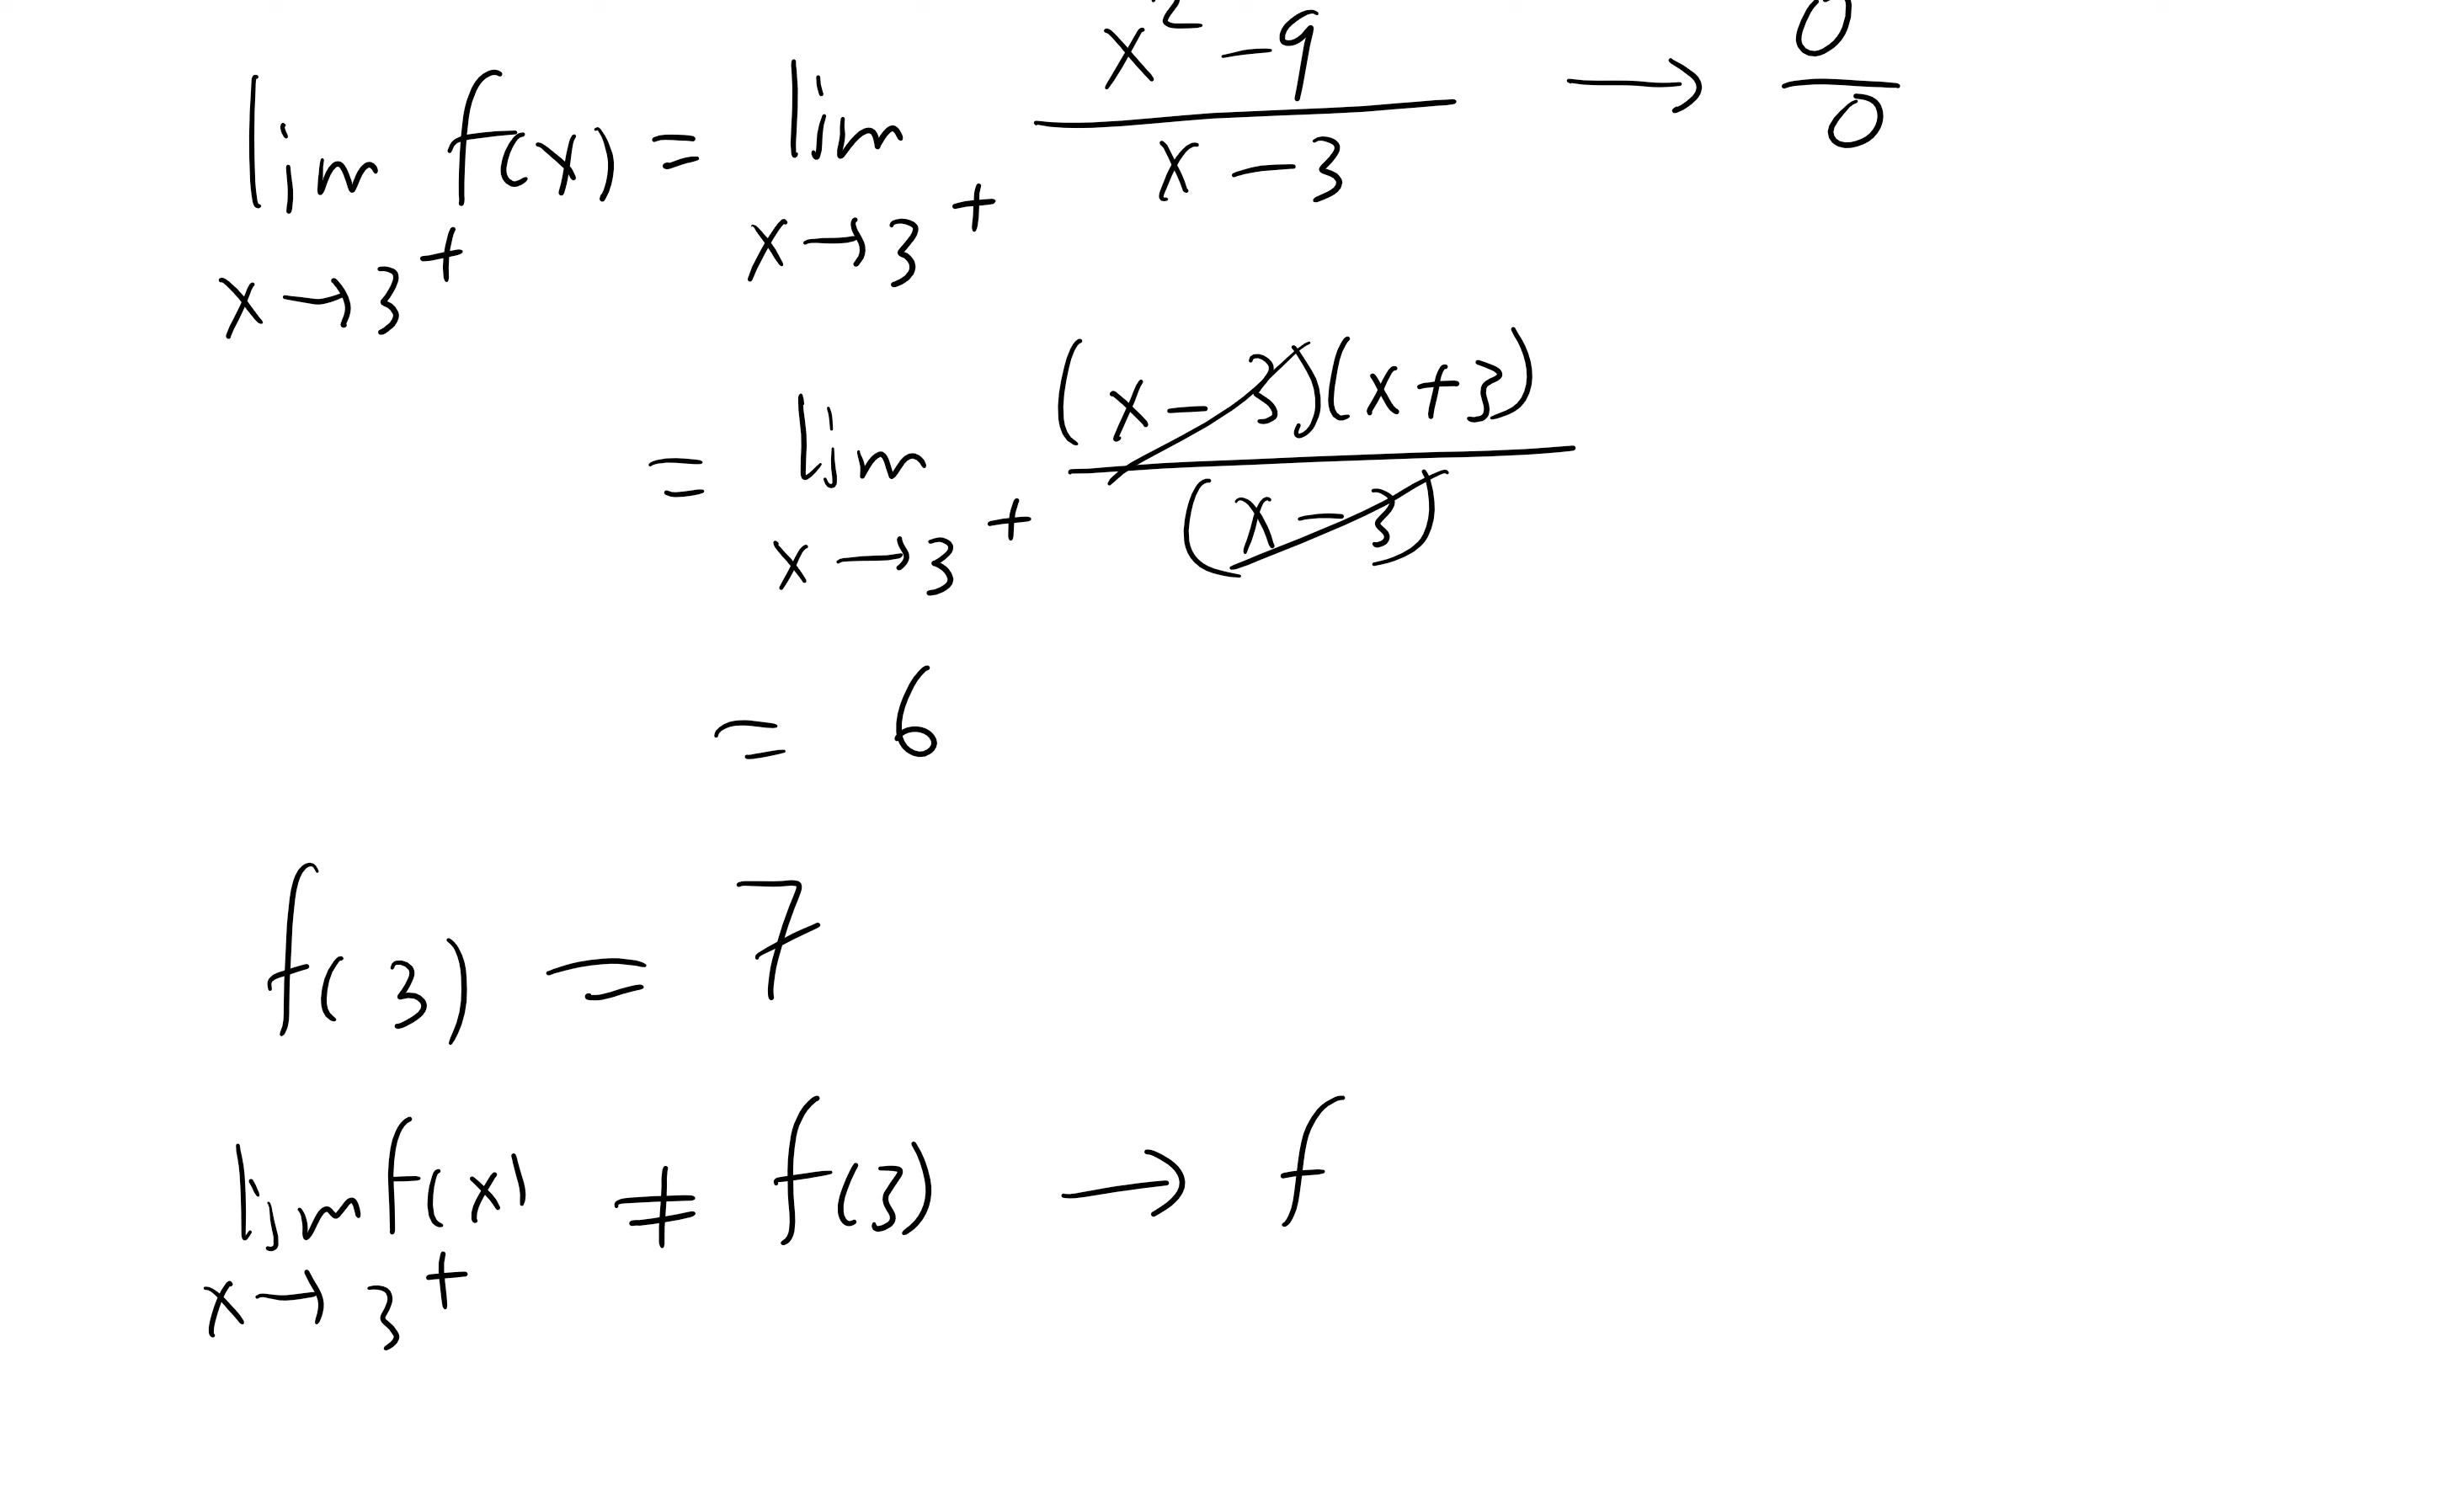 lim f(x) = lim x² - 9 / x - 3 → 0/0
x → 3⁺ x → 3⁺
= lim (x - 3)(x + 3) / (x - 3)
x → 3⁺
= 6
f(3) = 7
lim f(x) ≠ f(3) → f
x → 3⁺